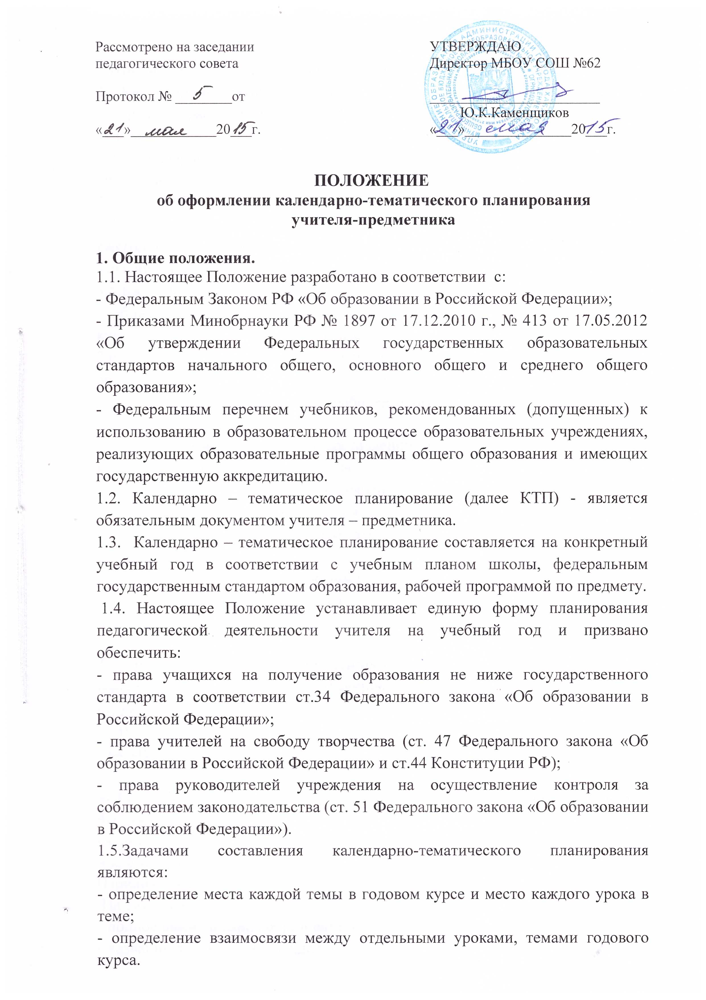 Рассмотрено на заседании
педагогического совета
Протокол № 5 от
«21» мая 2015 г.
УТВЕРЖДАЮ
Директор МБОУ СОШ №62
Ю.К.Каменщиков
«21» мая 2015 г.
ПОЛОЖЕНИЕ
об оформлении календарно-тематического планирования
учителя-предметника
1. Общие положения.
1.1. Настоящее Положение разработано в соответствии с:
- Федеральным Законом РФ «Об образовании в Российской Федерации»;
- Приказами Минобрнауки РФ № 1897 от 17.12.2010 г., № 413 от 17.05.2012
«Об утверждении Федеральных государственных образовательных
стандартов начального общего, основного общего и среднего общего
образования»;
- Федеральным перечнем учебников, рекомендованных (допущенных) к
использованию в образовательном процессе образовательных учреждениях,
реализующих образовательные программы общего образования и имеющих
государственную аккредитацию.
1.2. Календарно – тематическое планирование (далее КТП) - является
обязательным документом учителя – предметника.
1.3. Календарно – тематическое планирование составляется на конкретный
учебный год в соответствии с учебным планом школы, федеральным
государственным стандартом образования, рабочей программой по предмету.
1.4. Настоящее Положение устанавливает единую форму планирования
педагогической деятельности учителя на учебный год и призвано
обеспечить:
- права учащихся на получение образования не ниже государственного
стандарта в соответствии ст.34 Федерального закона «Об образовании в
Российской Федерации»;
- права учителей на свободу творчества (ст. 47 Федерального закона «Об
образовании в Российской Федерации» и ст.44 Конституции РФ);
- права руководителей учреждения на осуществление контроля за
соблюдением законодательства (ст. 51 Федерального закона «Об образовании
в Российской Федерации»).
1.5.Задачами составления календарно-тематического планирования
являются:
- определение места каждой темы в годовом курсе и место каждого урока в
теме;
- определение взаимосвязи между отдельными уроками, темами годового
курса.